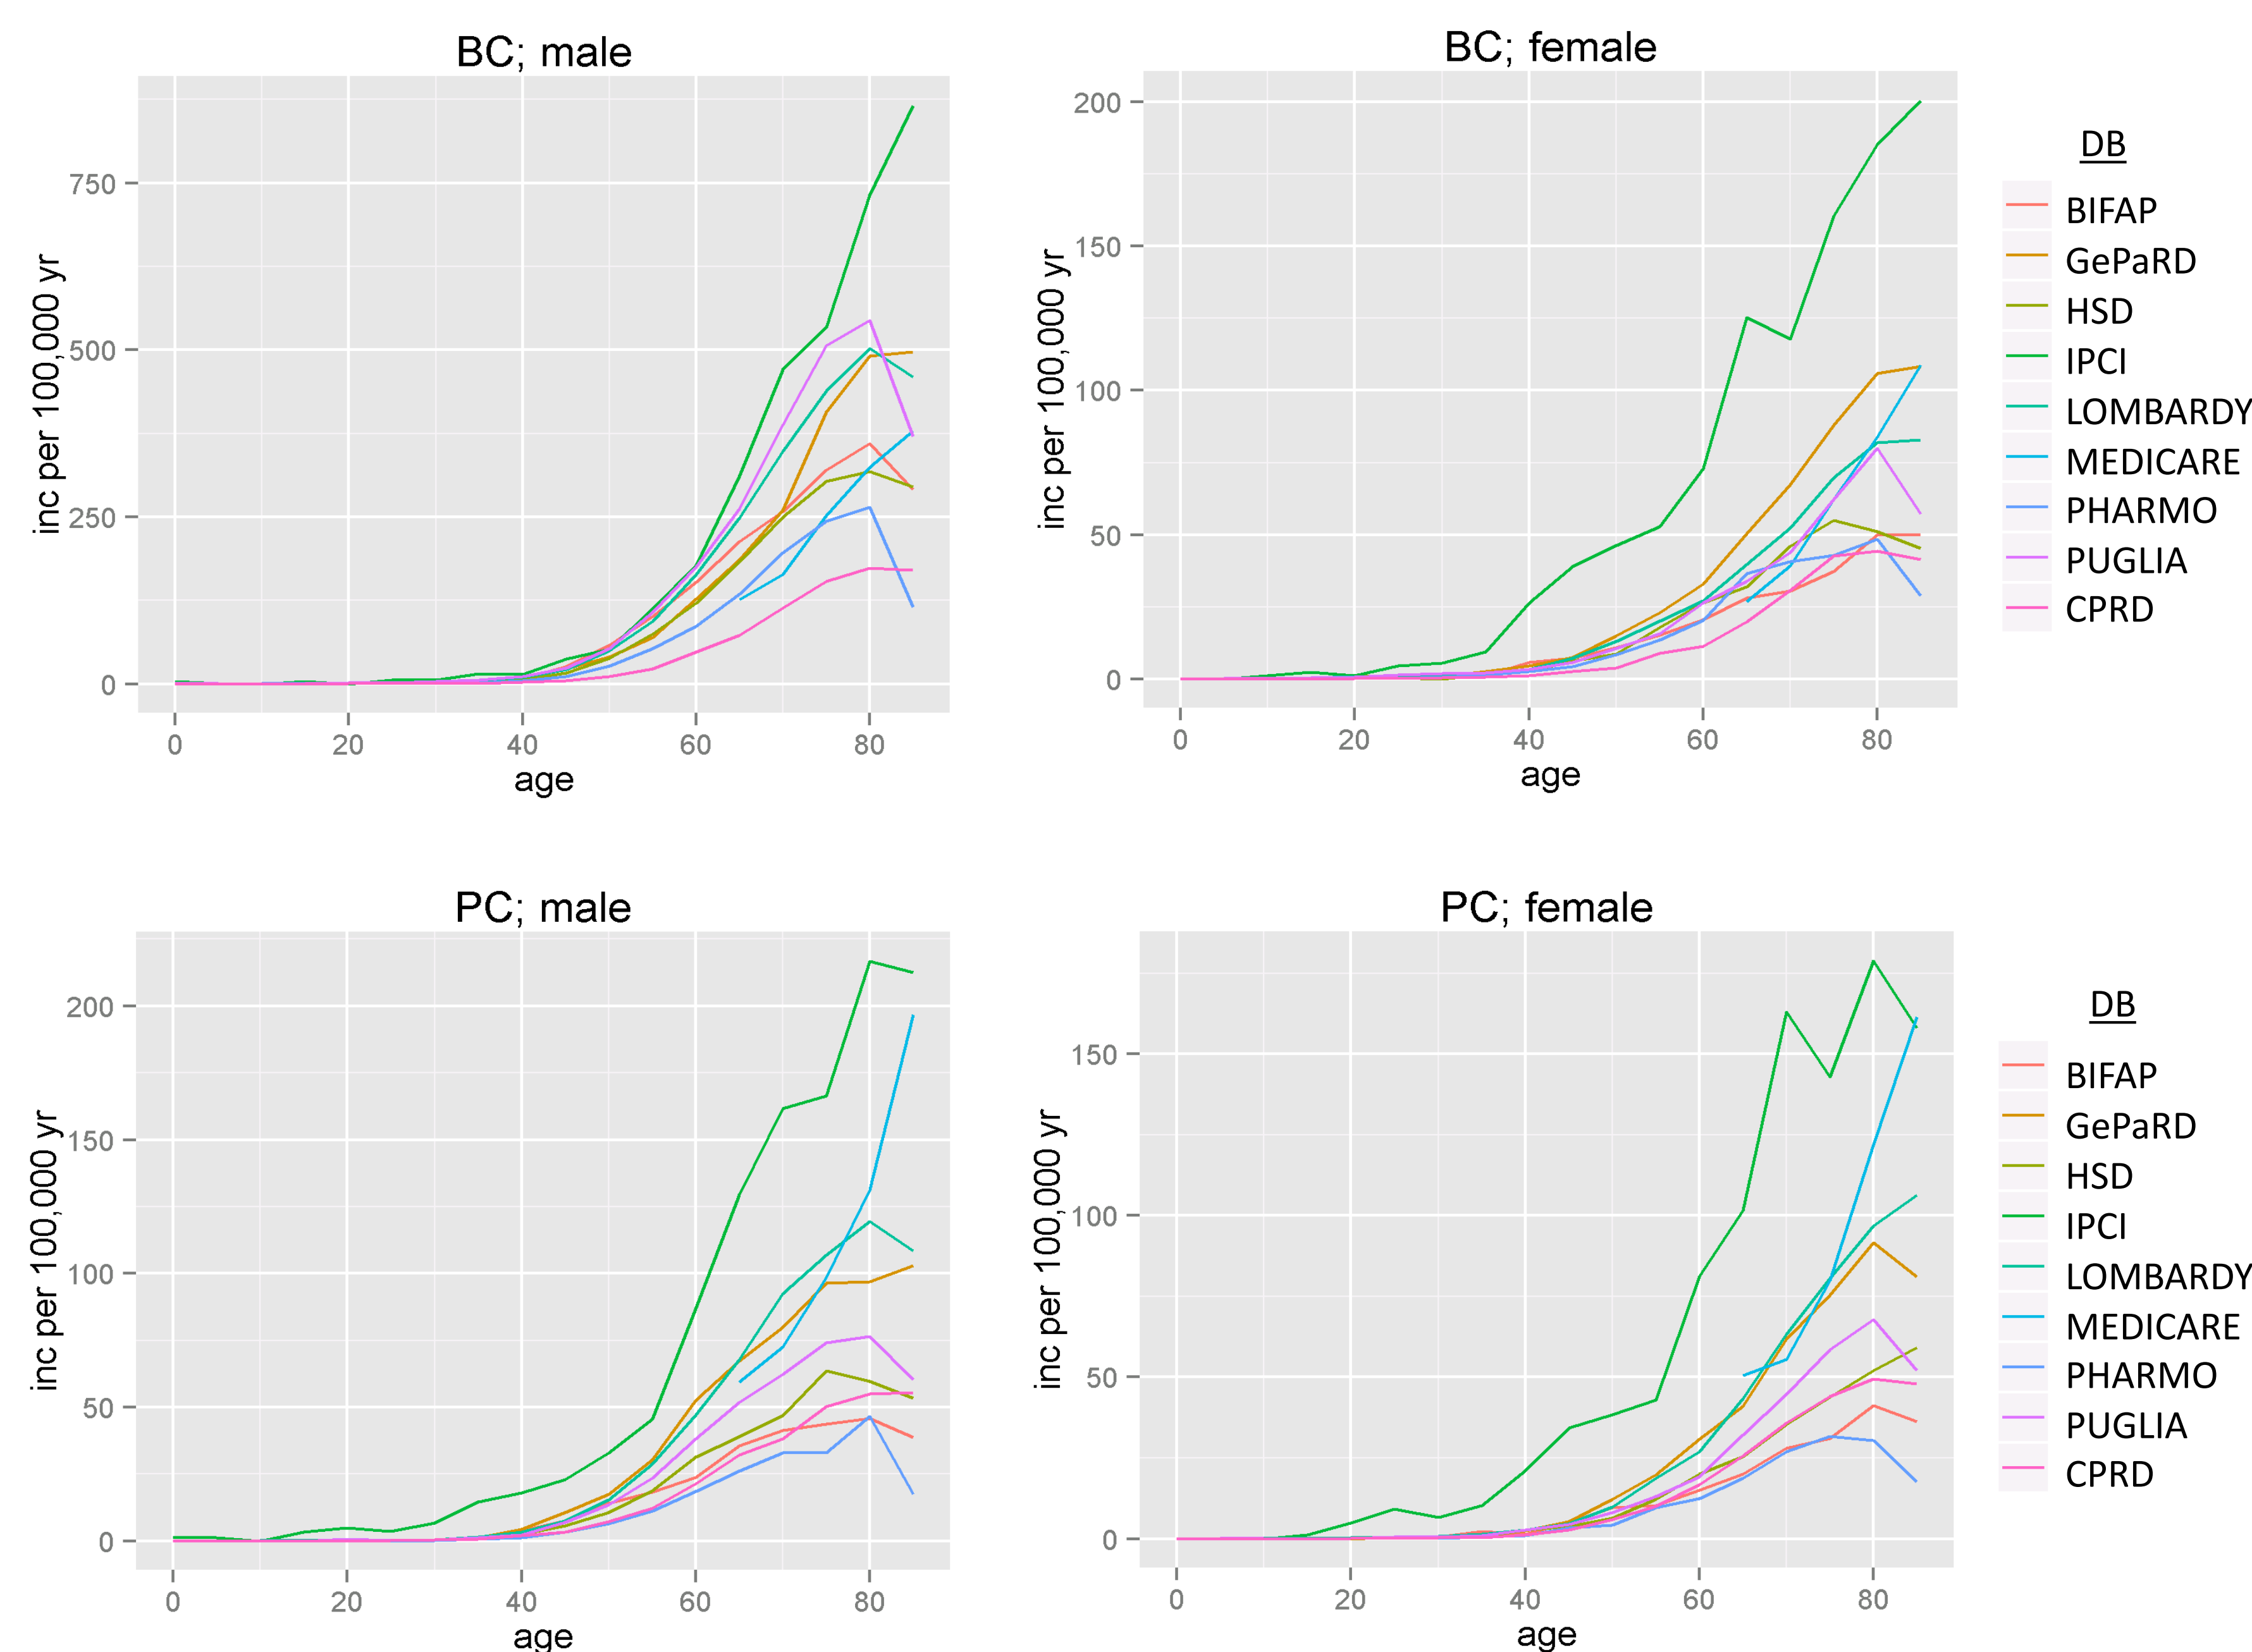 BC; male
inc per 100,000 yr
750
500
250
0
0 20 40 60 80
age
BC; female
inc per 100,000 yr
200
150
100
50
0
0 20 40 60 80
age
DB
BIFAP
GePaRD
HSD
IPCI
LOMBARDY
MEDICARE
PHARMO
PUGLIA
CPRD
PC; male
inc per 100,000 yr
200
150
100
50
0
0 20 40 60 80
age
PC; female
inc per 100,000 yr
150
100
50
0
0 20 40 60 80
age
DB
BIFAP
GePaRD
HSD
IPCI
LOMBARDY
MEDICARE
PHARMO
PUGLIA
CPRD